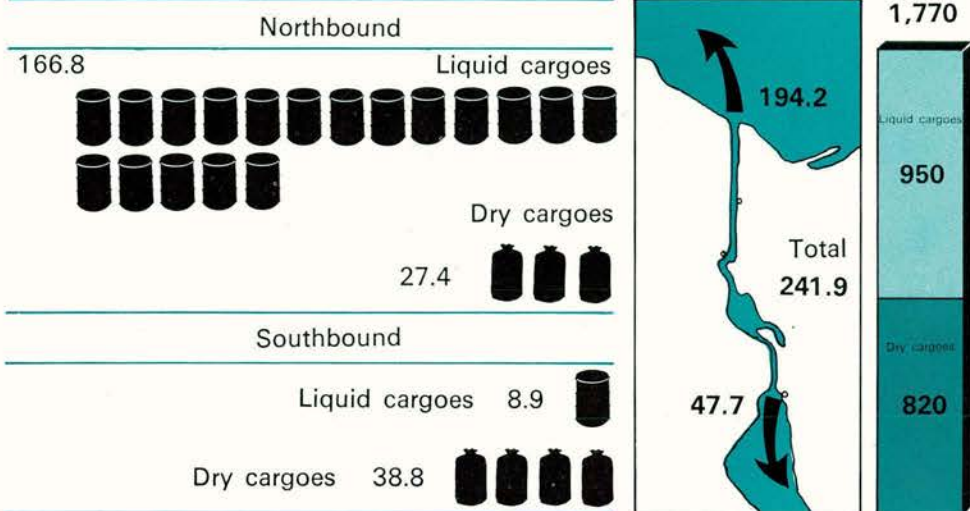 Northbound
166.8 Liquid cargoes
Dry cargoes
27.4
Southbound
Liquid cargoes 8.9
Dry cargoes 38.8
194.2
Total
241.9
47.7
1,770
Liquid cargoes
950
Dry cargoes
820